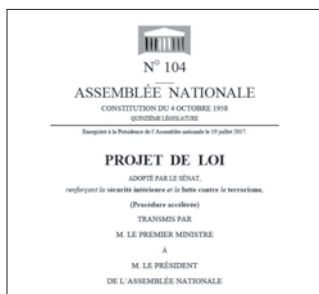 N° 104
ASSEMBLÉE NATIONALE
CONSTITUTION DU 4 OCTOBRE 1958
QUINZIÈME LÉGISLATURE
Enregistré à la Présidence de l'Assemblée nationale le 19 juillet 2017.
PROJET DE LOI
ADOPTÉ PAR LE SÉNAT,
renforçant la sécurité intérieure et la lutte contre le terrorisme,
(Procédure accélérée)
TRANSMIS PAR
M. LE PREMIER MINISTRE
À
M. LE PRÉSIDENT
DE L'ASSEMBLÉE NATIONALE